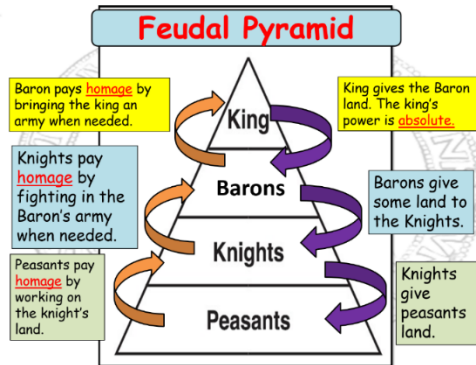 Feudal Pyramid
Baron pays homage by
bringing the king an
army when needed.
King gives the Baron
land. The king's
power is absolute.
King
Knights pay
homage by
fighting in the
Baron's army
when needed.
Barons
Barons give
some land to
the Knights.
Knights
Peasants pay
homage by
working on
the knight's
land.
Knights
give
peasants
land.
Peasants